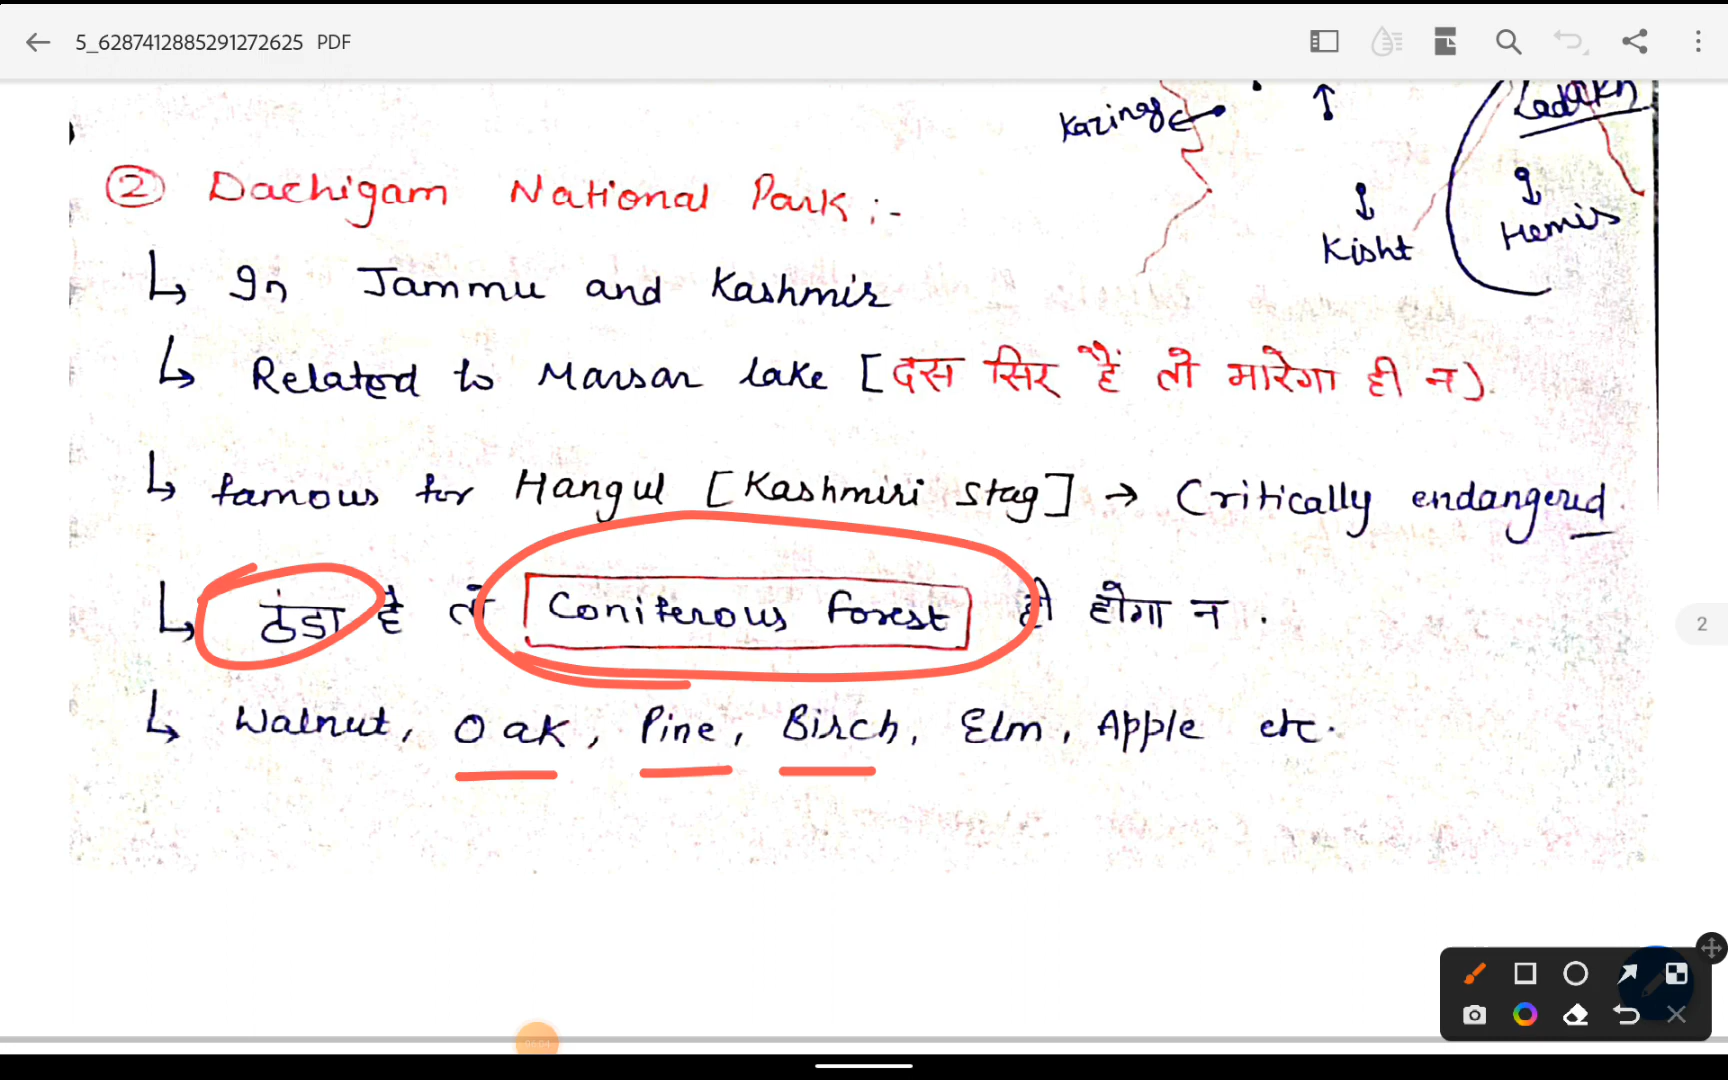 5_6287412885291272625 PDF
Ladakh
Kazinag
② Dachigam National Park :-
Hemis
Kisht
↳ In Jammu and Kashmir
↳ Related to Marsar lake [दस सिर हैं तो मारेगा ही न).
↳ famous for Hangul [Kashmiri stag] → Critically endangered.
↳ ठंडा है तो Coniferous forest ही होगा न .
2
↳ Walnut, Oak, Pine, Birch, Elm, Apple etc.